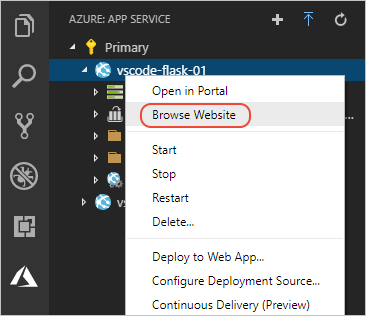 AZURE: APP SERVICE
Primary
vscode-flask-01
Open in Portal
Browse Website
...
Start
Stop
Restart
Delete...
Deploy to Web App...
Configure Deployment Source...
Continuous Delivery (Preview)